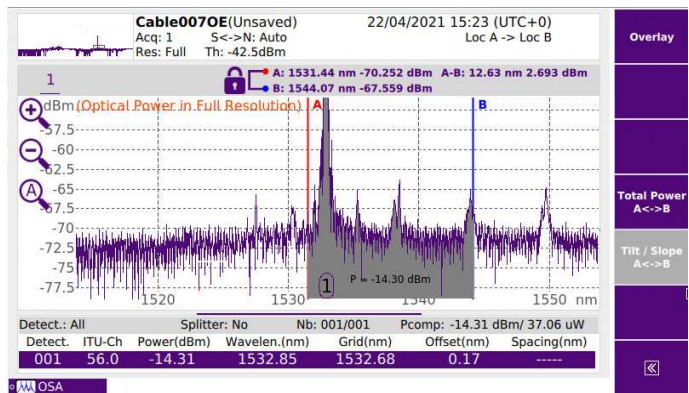 Cable007OE(Unsaved) 22/04/2021 15:23 (UTC+0)
Acq: 1 S<->N: Auto Loc A -> Loc B
Res: Full Th: -42.5dBm
Overlay
1
A: 1531.44 nm -70.252 dBm A-B: 12.63 nm 2.693 dBm
B: 1544.07 nm -67.559 dBm
dBm (Optical Power in Full Resolution) A B
-57.5
-60
-62.5
A
-65
-67.5
-70
-72.5
-75
-77.5
Total Power
A<->B
Tilt / Slope
A<->B
P = -14.30 dBm
1
1520 1530 1540 1550 nm
Detect.: All Splitter: No Nb: 001/001 Pcomp: -14.31 dBm/ 37.06 uW
Detect. ITU-Ch Power(dBm) Wavelen.(nm) Grid(nm) Offset(nm) Spacing(nm)
001 56.0 -14.31 1532.85 1532.68 0.17 -----
OSA